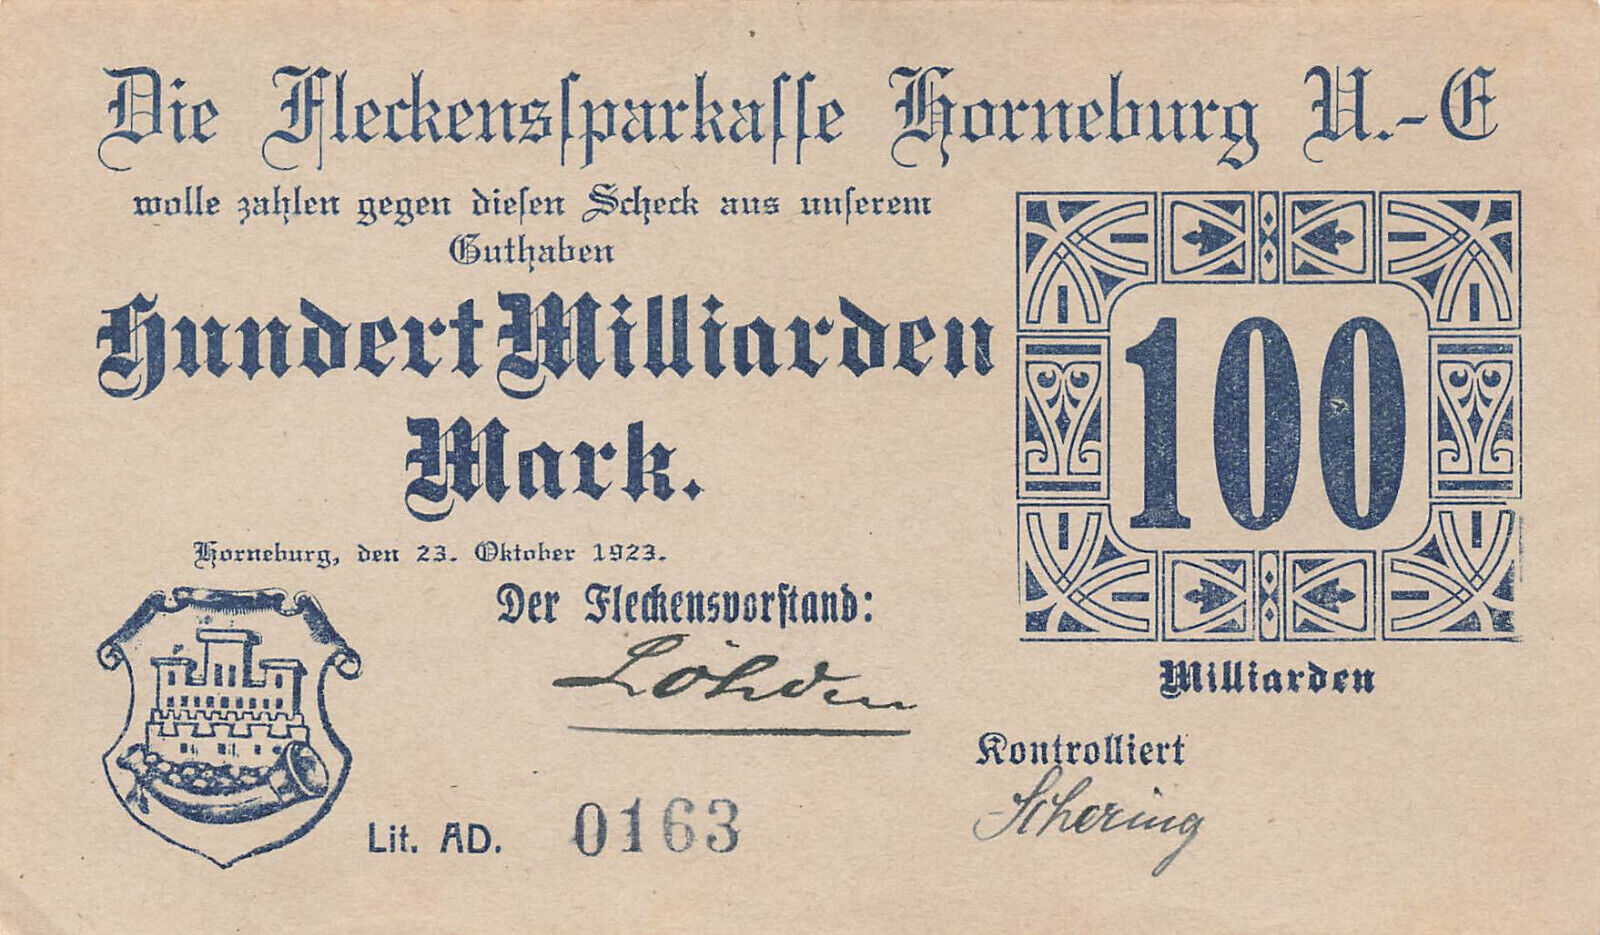 Die Fleckenssparkasse Horneburg U.-E
wolle zahlen gegen diesen Scheck aus unserem
Guthaben
Hundert Milliarden
Mark.
100
Milliarden
Horneburg, den 23. Oktober 1923.
Der Fleckensvorstand:
Löhden
Kontrolliert
Schering
Lit. AD. 0163